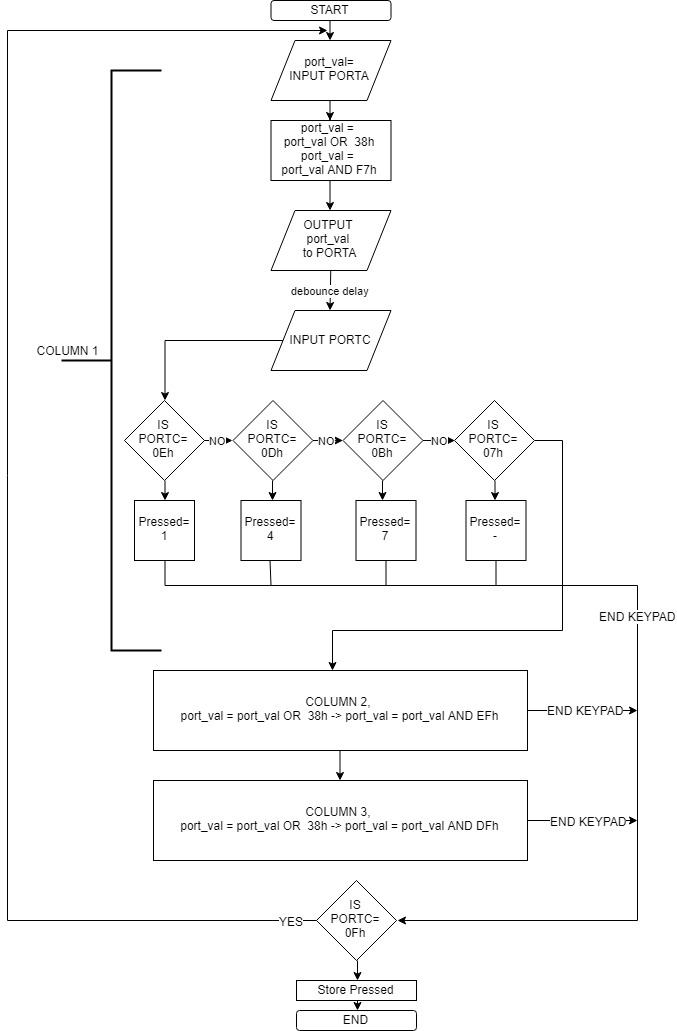 START
port_val=
INPUT PORTA
port_val =
port_val OR 38h
port_val =
port_val AND F7h
OUTPUT
port_val
to PORTA
debounce delay
INPUT PORTC
COLUMN 1
IS
PORTC=
0Eh
NO
IS
PORTC=
0Dh
NO
IS
PORTC=
0Bh
NO
IS
PORTC=
07h
Pressed=
1
Pressed=
4
Pressed=
7
Pressed=
-
END KEYPAD
COLUMN 2,
port_val = port_val OR 38h -> port_val = port_val AND EFh
END KEYPAD
COLUMN 3,
port_val = port_val OR 38h -> port_val = port_val AND DFh
END KEYPAD
IS
PORTC=
0Fh
YES
Store Pressed
END